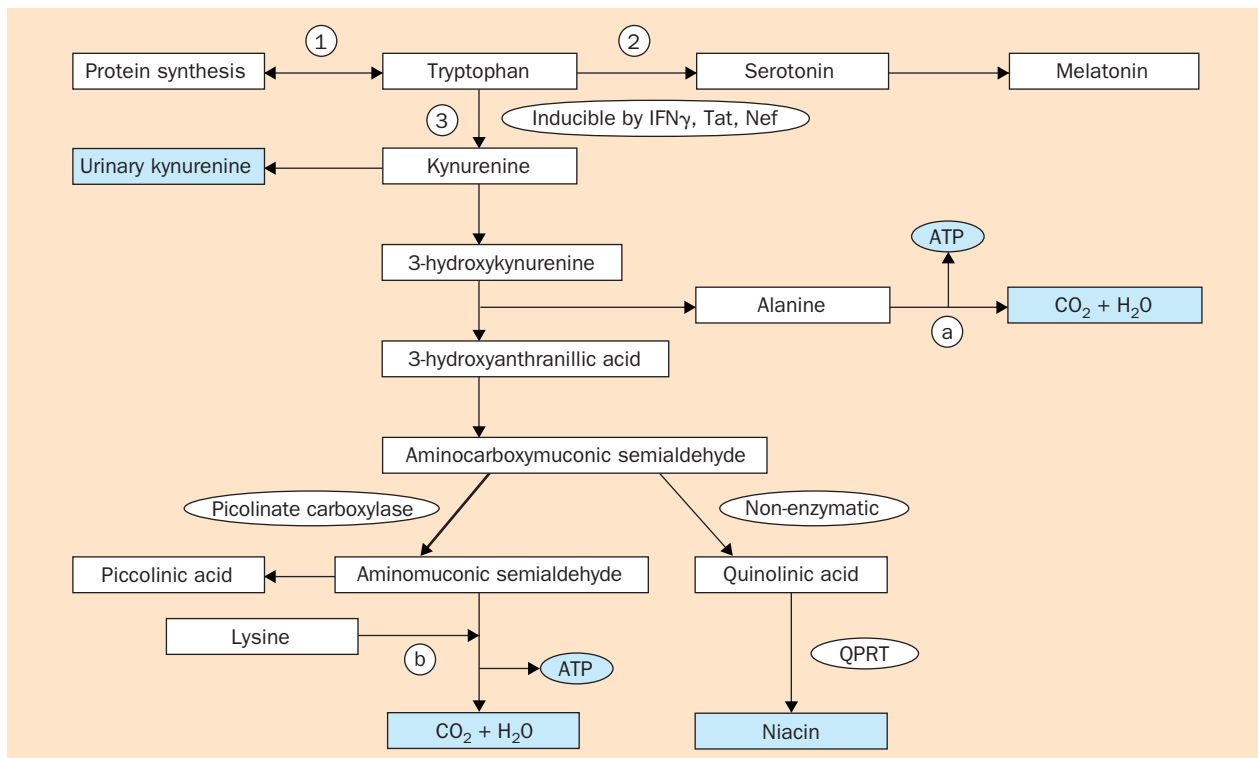 1
2
Protein synthesis
Tryptophan
Serotonin
Melatonin
3
Inducible by IFNγ, Tat, Nef
Urinary kynurenine
Kynurenine
ATP
3-hydroxykynurenine
Alanine
CO₂ + H₂O
a
3-hydroxyanthranillic acid
Aminocarboxymuconic semialdehyde
Picolinate carboxylase
Non-enzymatic
Piccolinic acid
Aminomuconic semialdehyde
Quinolinic acid
Lysine
b
ATP
QPRT
CO₂ + H₂O
Niacin